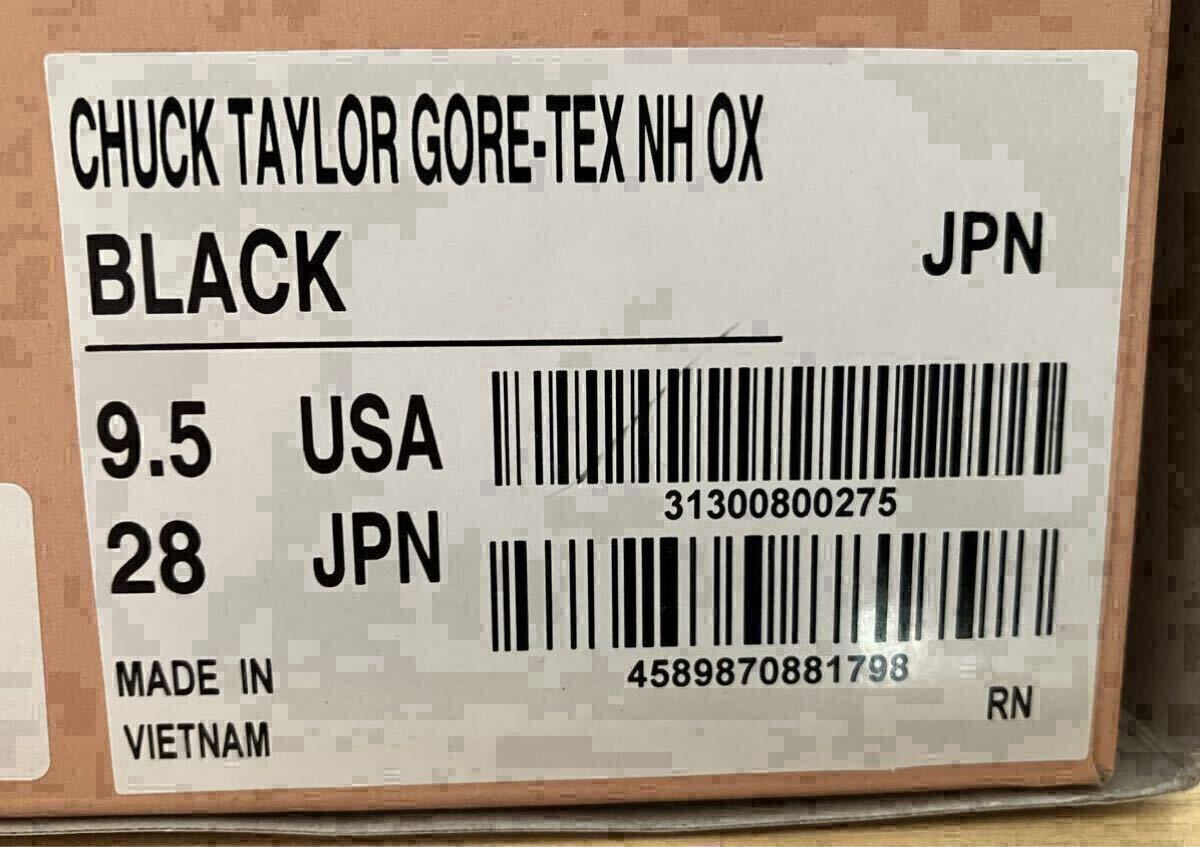 CHUCK TAYLOR GORE-TEX NH OX
BLACK
JPN
9.5 USA
31300800275
28 JPN
4589870881798
MADE IN
VIETNAM
RN